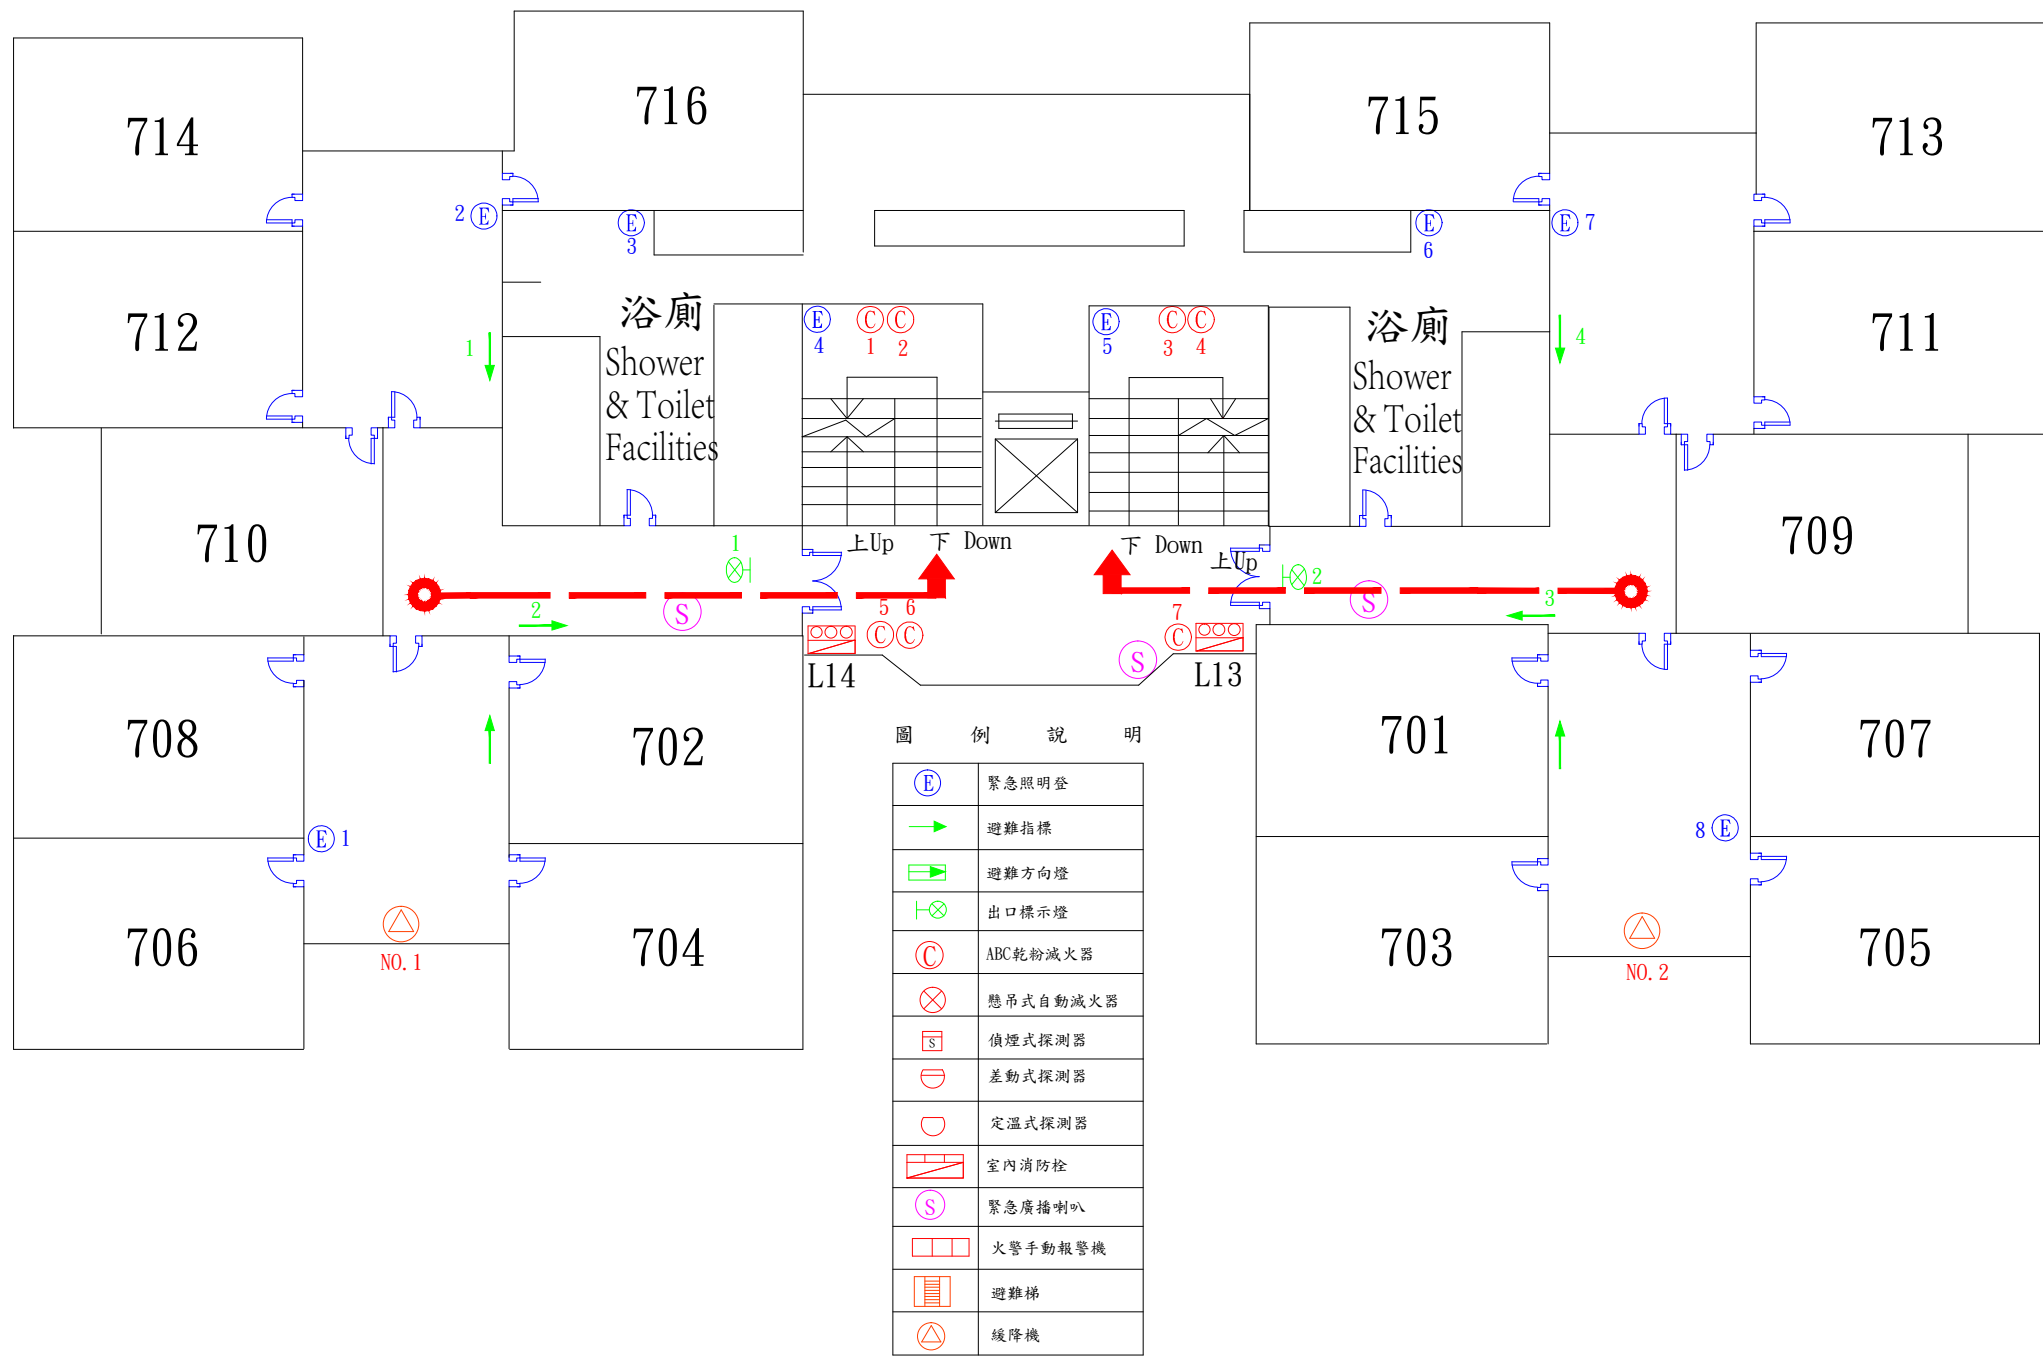 714
716
715
713
2 E
E
3
E
6
E 7
712
浴廁
Shower
& Toilet
Facilities
E
4
C C
1 2
E
5
C C
3 4
浴廁
Shower
& Toilet
Facilities
711
1
4
710
1
上Up
下 Down
下 Down
上Up
2
709
2
S
5 6
C C
7
C
S
3
L14
S
L13
708
702
701
707
圖 例 說 明
E 緊急照明登
避難指標
避難方向燈
出口標示燈
C ABC乾粉滅火器
懸吊式自動滅火器
S 偵煙式探測器
差動式探測器
定溫式探測器
室內消防栓
S 緊急廣播喇叭
火警手動報警機
避難梯
緩降機
E 1
8 E
706
NO.1
704
703
NO.2
705